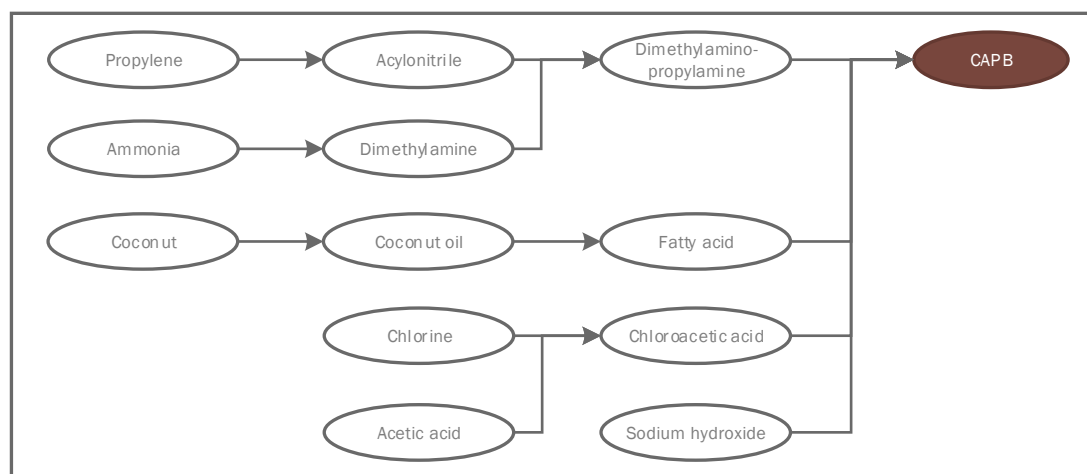 Propylene
Acylonitrile
Dimethylamino-
propylamine
CAPB
Ammonia
Dimethylamine
Coconut
Coconut oil
Fatty acid
Chlorine
Chloroacetic acid
Acetic acid
Sodium hydroxide